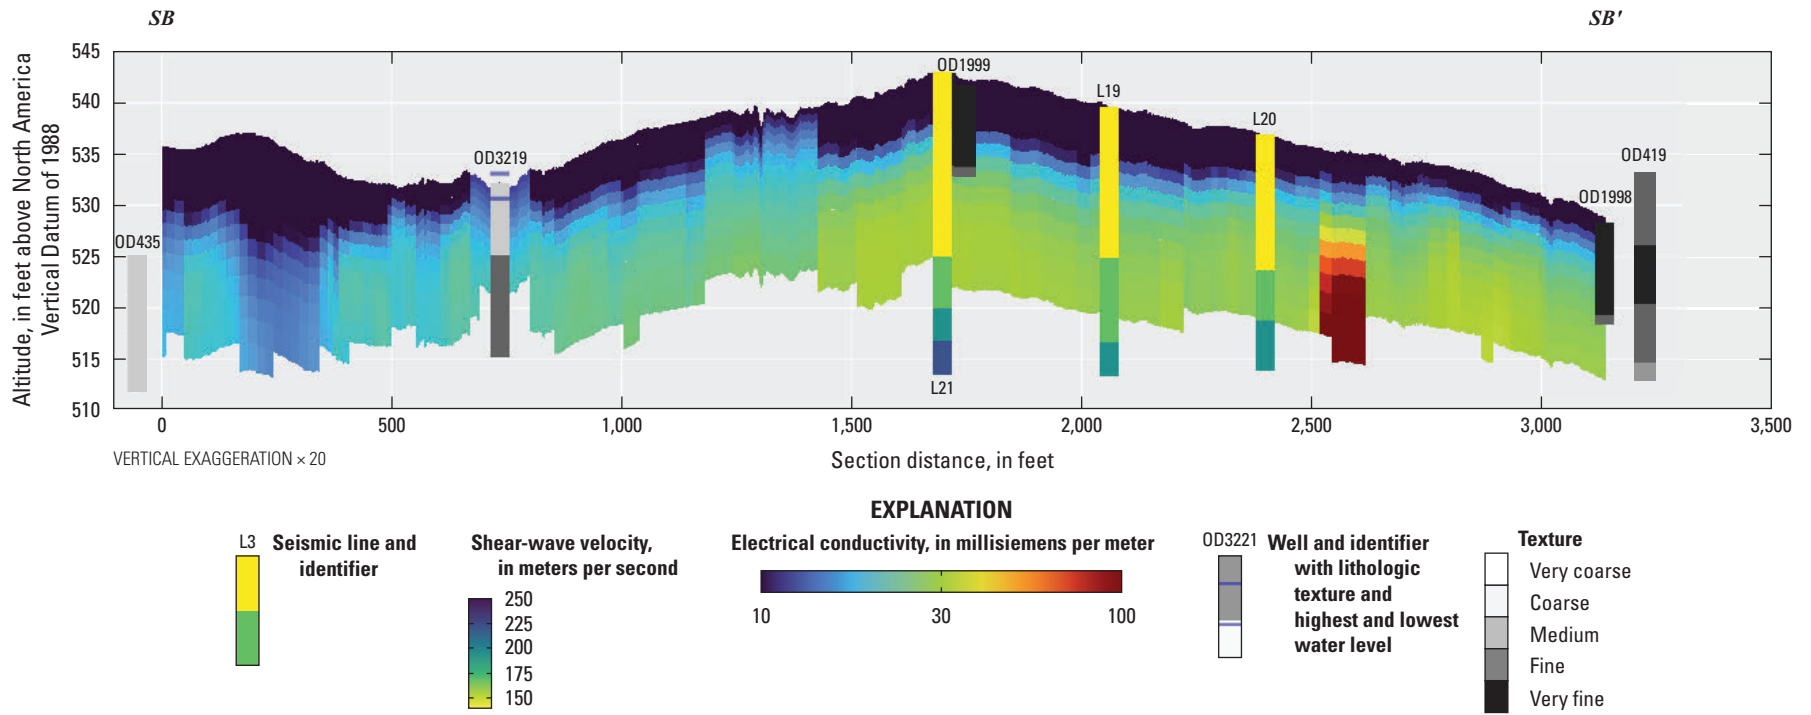 SB
SB'
Altitude, in feet above North America
Vertical Datum of 1988
545
540
535
530
525
520
515
510
OD435
OD3219
OD1999
L21
L19
L20
OD1998
OD419
0
500
1,000
1,500
2,000
2,500
3,000
3,500
VERTICAL EXAGGERATION × 20
Section distance, in feet
EXPLANATION
L3
Seismic line and
identifier
Shear-wave velocity,
in meters per second
250
225
200
175
150
Electrical conductivity, in millisiemens per meter
10
30
100
OD3221
Well and identifier
with lithologic
texture and
highest and lowest
water level
Texture
Very coarse
Coarse
Medium
Fine
Very fine